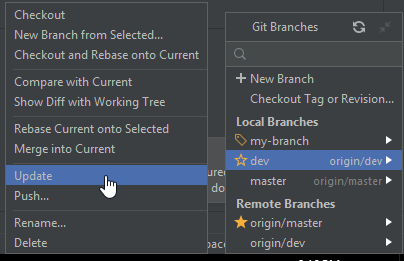 Checkout
New Branch from Selected...
Checkout and Rebase onto Current
Compare with Current
Show Diff with Working Tree
Rebase Current onto Selected
Merge into Current
Update
Push...
Rename...
Delete
Git Branches
New Branch
Checkout Tag or Revision...
Local Branches
my-branch
dev origin/dev
master origin/master
Remote Branches
origin/master
origin/dev